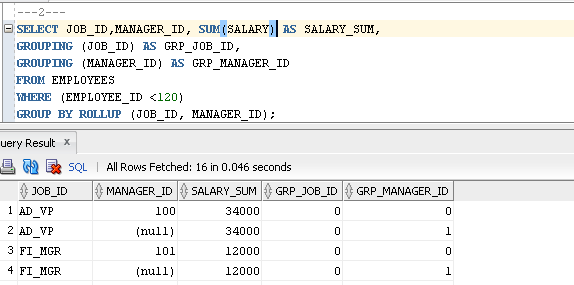 ---2---
SELECT JOB_ID,MANAGER_ID, SUM(SALARY) AS SALARY_SUM,
GROUPING (JOB_ID) AS GRP_JOB_ID,
GROUPING (MANAGER_ID) AS GRP_MANAGER_ID
FROM EMPLOYEES
WHERE (EMPLOYEE_ID <120)
GROUP BY ROLLUP (JOB_ID, MANAGER_ID);
uery Result x
SQL | All Rows Fetched: 16 in 0.046 seconds
JOB_ID MANAGER_ID SALARY_SUM GRP_JOB_ID GRP_MANAGER_ID
1 AD_VP 100 34000 0 0
2 AD_VP (null) 34000 0 1
3 FI_MGR 101 12000 0 0
4 FI_MGR (null) 12000 0 1